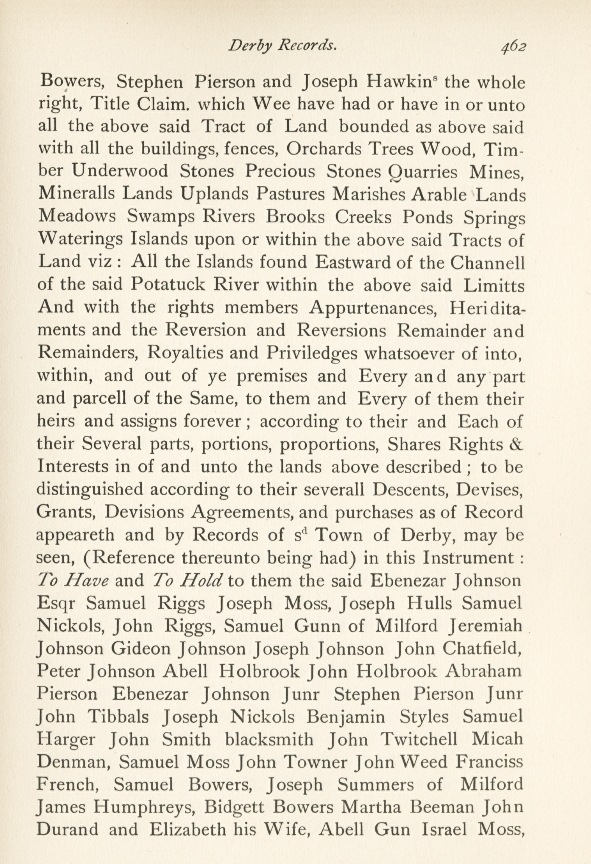 Derby Records. 462
Bowers, Stephen Pierson and Joseph Hawkinˢ the whole
right, Title Claim. which Wee have had or have in or unto
all the above said Tract of Land bounded as above said
with all the buildings, fences, Orchards Trees Wood, Tim-
ber Underwood Stones Precious Stones Quarries Mines,
Mineralls Lands Uplands Pastures Marishes Arable Lands
Meadows Swamps Rivers Brooks Creeks Ponds Springs
Waterings Islands upon or within the above said Tracts of
Land viz : All the Islands found Eastward of the Channell
of the said Potatuck River within the above said Limitts
And with the rights members Appurtenances, Heridita-
ments and the Reversion and Reversions Remainder and
Remainders, Royalties and Priviledges whatsoever of into,
within, and out of ye premises and Every and any part
and parcell of the Same, to them and Every of them their
heirs and assigns forever ; according to their and Each of
their Several parts, portions, proportions, Shares Rights &
Interests in of and unto the lands above described ; to be
distinguished according to their severall Descents, Devises,
Grants, Devisions Agreements, and purchases as of Record
appeareth and by Records of sᵈ Town of Derby, may be
seen, (Reference thereunto being had) in this Instrument :
To Have and To Hold to them the said Ebenezar Johnson
Esqr Samuel Riggs Joseph Moss, Joseph Hulls Samuel
Nickols, John Riggs, Samuel Gunn of Milford Jeremiah
Johnson Gideon Johnson Joseph Johnson John Chatfield,
Peter Johnson Abell Holbrook John Holbrook Abraham
Pierson Ebenezar Johnson Junr Stephen Pierson Junr
John Tibbals Joseph Nickols Benjamin Styles Samuel
Harger John Smith blacksmith John Twitchell Micah
Denman, Samuel Moss John Towner John Weed Franciss
French, Samuel Bowers, Joseph Summers of Milford
James Humphreys, Bidgett Bowers Martha Beeman John
Durand and Elizabeth his Wife, Abell Gun Israel Moss,